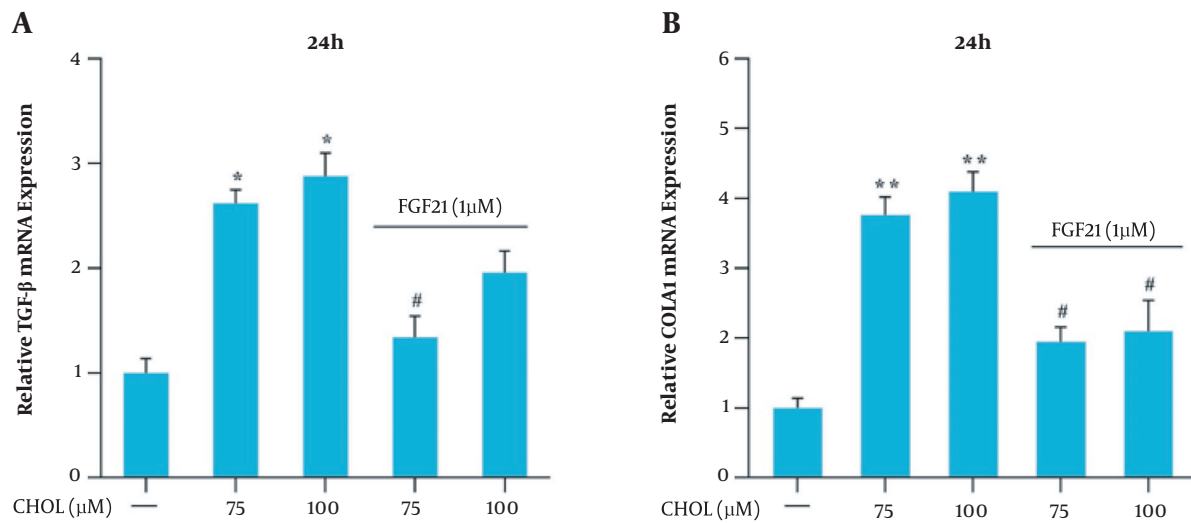 A
24h
Relative TGF-β mRNA Expression
4
3
2
1
0
*
*
FGF21 (1μM)
#
CHOL (μM) — 75 100 75 100
B
24h
Relative COLA1 mRNA Expression
6
5
4
3
2
1
0
**
**
FGF21 (1μM)
#
#
CHOL (μM) — 75 100 75 100